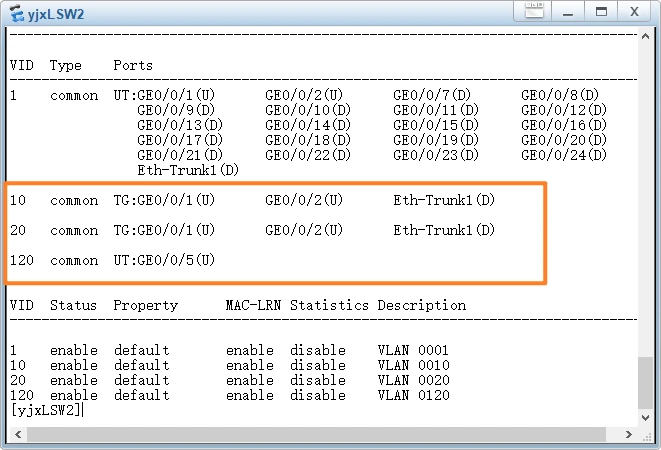 yjxLSW2
VID  Type    Ports
1    common  UT:GE0/0/1(U)      GE0/0/2(U)      GE0/0/7(D)      GE0/0/8(D)
                GE0/0/9(D)      GE0/0/10(D)     GE0/0/11(D)     GE0/0/12(D)
                GE0/0/13(D)     GE0/0/14(D)     GE0/0/15(D)     GE0/0/16(D)
                GE0/0/17(D)     GE0/0/18(D)     GE0/0/19(D)     GE0/0/20(D)
                GE0/0/21(D)     GE0/0/22(D)     GE0/0/23(D)     GE0/0/24(D)
                Eth-Trunk1(D)
10   common  TG:GE0/0/1(U)      GE0/0/2(U)      Eth-Trunk1(D)
20   common  TG:GE0/0/1(U)      GE0/0/2(U)      Eth-Trunk1(D)
120  common  UT:GE0/0/5(U)
VID  Status  Property      MAC-LRN Statistics Description
1    enable  default       enable  disable    VLAN 0001
10   enable  default       enable  disable    VLAN 0010
20   enable  default       enable  disable    VLAN 0020
120  enable  default       enable  disable    VLAN 0120
[yjxLSW2]